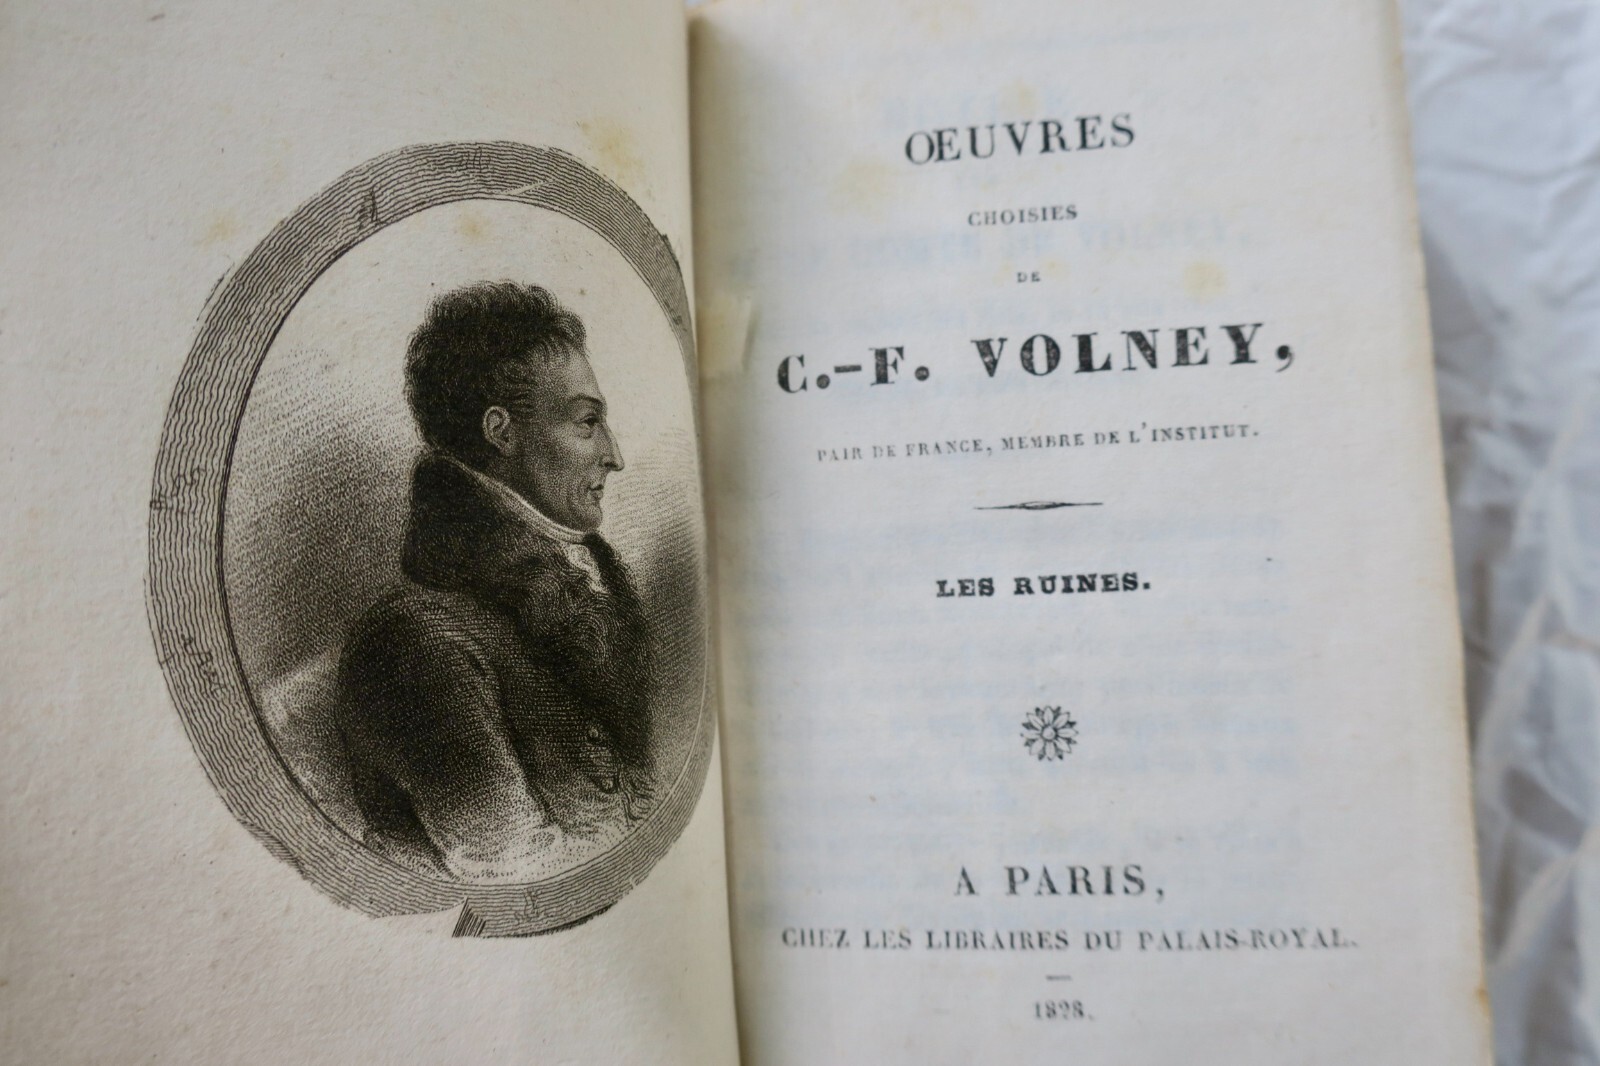 OEUVRES
CHOISIES
DE
C.-F. VOLNEY,
PAIR DE FRANCE, MEMBRE DE L'INSTITUT.
LES RUINES.
A PARIS,
CHEZ LES LIBRAIRES DU PALAIS-ROYAL.
1828.